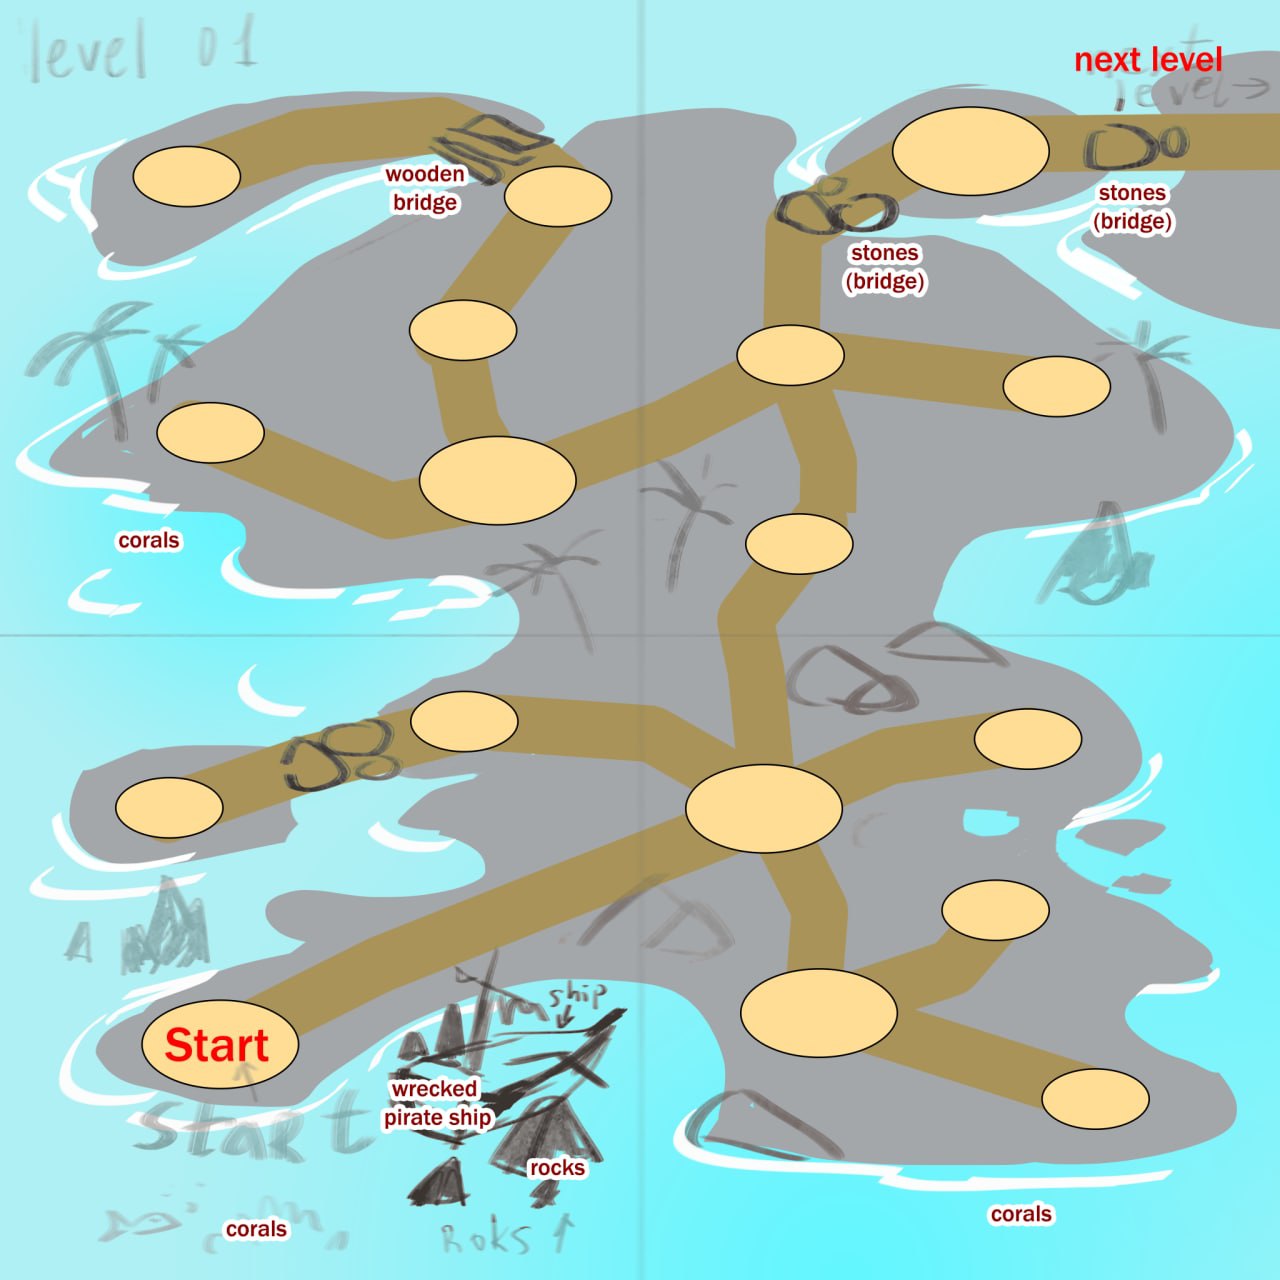 level 01
next level
next
level
wooden
bridge
stones
(bridge)
stones
(bridge)
corals
Start
start
ship
wrecked
pirate ship
rocks
corals
Roks
corals